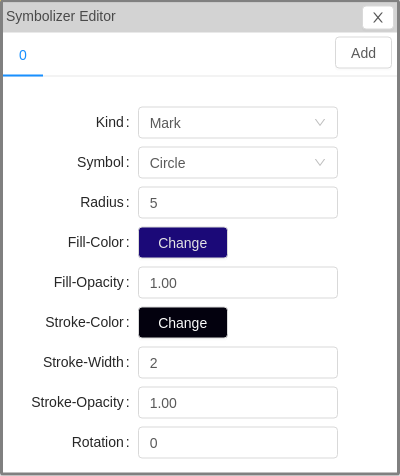 Symbolizer Editor X
0 Add
Kind: Mark
Symbol: Circle
Radius: 5
Fill-Color: Change
Fill-Opacity: 1.00
Stroke-Color: Change
Stroke-Width: 2
Stroke-Opacity: 1.00
Rotation: 0